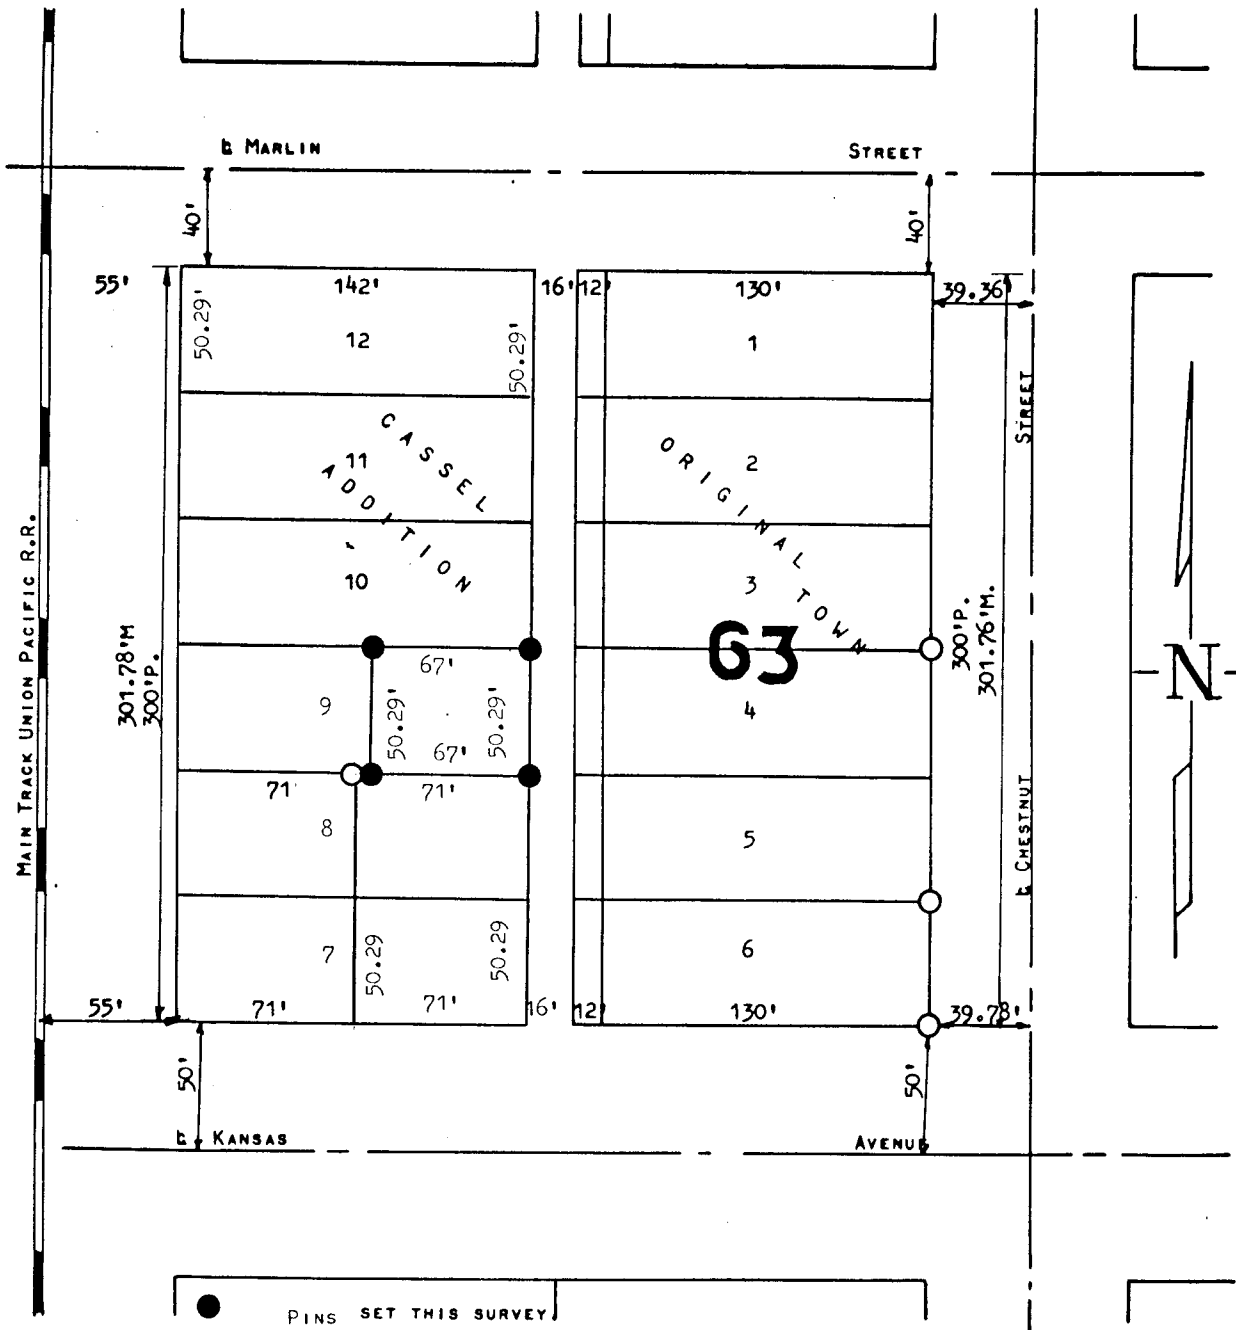 ℄ MARLIN STREET
40' 40'
55' 142' 16' 12' 130' 39.36
50.29' 12 50.29' 1
STREET
CASSEL
ADDITION
11
ORIGINAL TOWN
2
10 3
MAIN TRACK UNION PACIFIC R.R.
301.78'M
300'P.
67' 63 300'P.
301.76'M.
9 50.29' 50.29' 4
67'
71 71'
8 5
℄ CHESTNUT
N
7 50.29 50.29 6
55' 71' 71' 16' 12' 130' 39.78'
50' 50'
℄ KANSAS AVENUE
PINS SET THIS SURVEY.